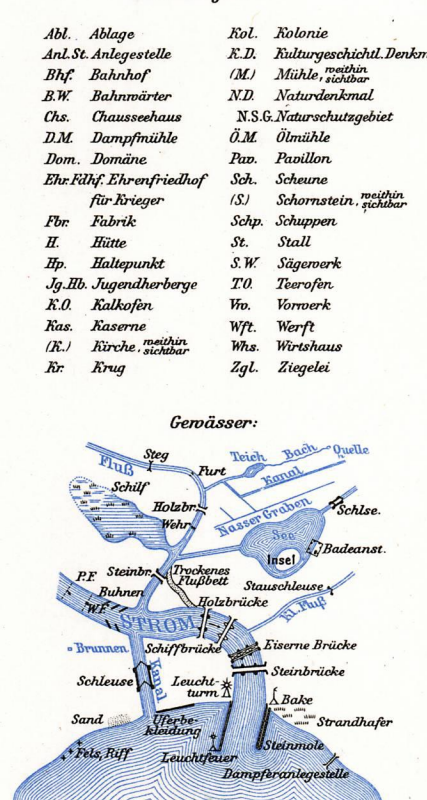 Abl. Ablage
Anl.St. Anlegestelle
Bhf. Bahnhof
B.W. Bahnwärter
Chs. Chausseehaus
D.M. Dampfmühle
Dom. Domäne
Ehr.Fdhf. Ehrenfriedhof
für Krieger
Fbr. Fabrik
H. Hütte
Hp. Haltepunkt
Jg.Hb. Jugendherberge
K.O. Kalkofen
Kas. Kaserne
(K.) Kirche, weithin sichtbar
Kr. Krug
Kol. Kolonie
K.D. Kulturgeschichtl. Denkm
(M.) Mühle, weithin sichtbar
N.D. Naturdenkmal
N.S.G. Naturschutzgebiet
Ö.M. Ölmühle
Pav. Pavillon
Sch. Scheune
(S.) Schornstein, weithin sichtbar
Schp. Schuppen
St. Stall
S.W. Sägewerk
T.O. Teerofen
Vw. Vorwerk
Wft. Werft
Whs. Wirtshaus
Zgl. Ziegelei
Gewässer:
Steg
Fluß
Furt
Teich
Bach
Quelle
Kanal
Schilf
Holzbr.
Wehr
Nasser Graben
Schlse.
See
Insel
Badeanst.
Steinbr.
Trockenes
Flußbett
P.F.
Buhnen
W.F.
Holzbrücke
Stauschleuse
Kl. Fluß
STROM
Schiffbrücke
Eiserne Brücke
Brunnen
Steinbrücke
Schleuse
Kanal
Leucht-
turm
Bake
Sand
Uferbe-
kleidung
Strandhafer
Fels, Riff
Leuchtfeuer
Steinmole
Dampferanlegestelle